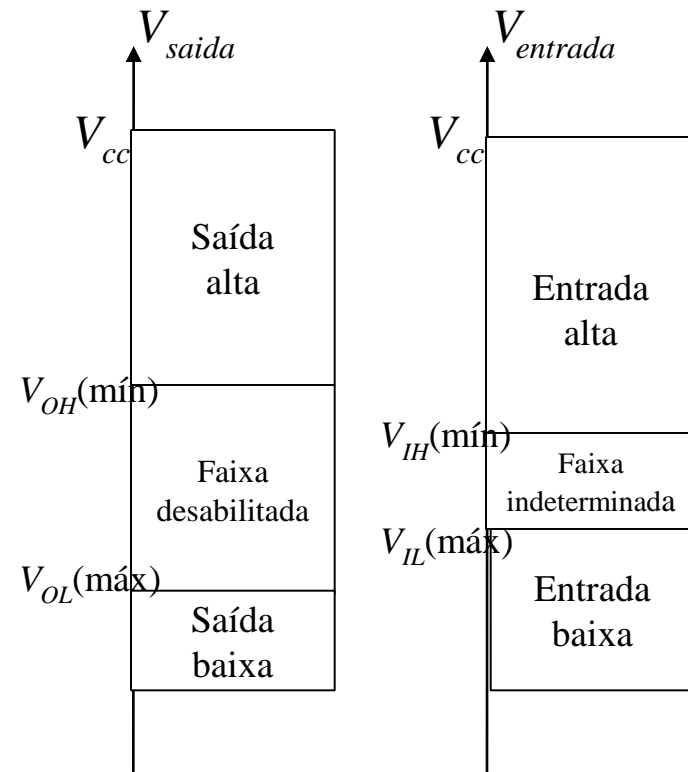 V_saida
V_cc
Saída
alta
V_OH(mín)
Faixa
desabilitada
V_OL(máx)
Saída
baixa
V_entrada
V_cc
Entrada
alta
V_IH(mín)
Faixa
indeterminada
V_IL(máx)
Entrada
baixa